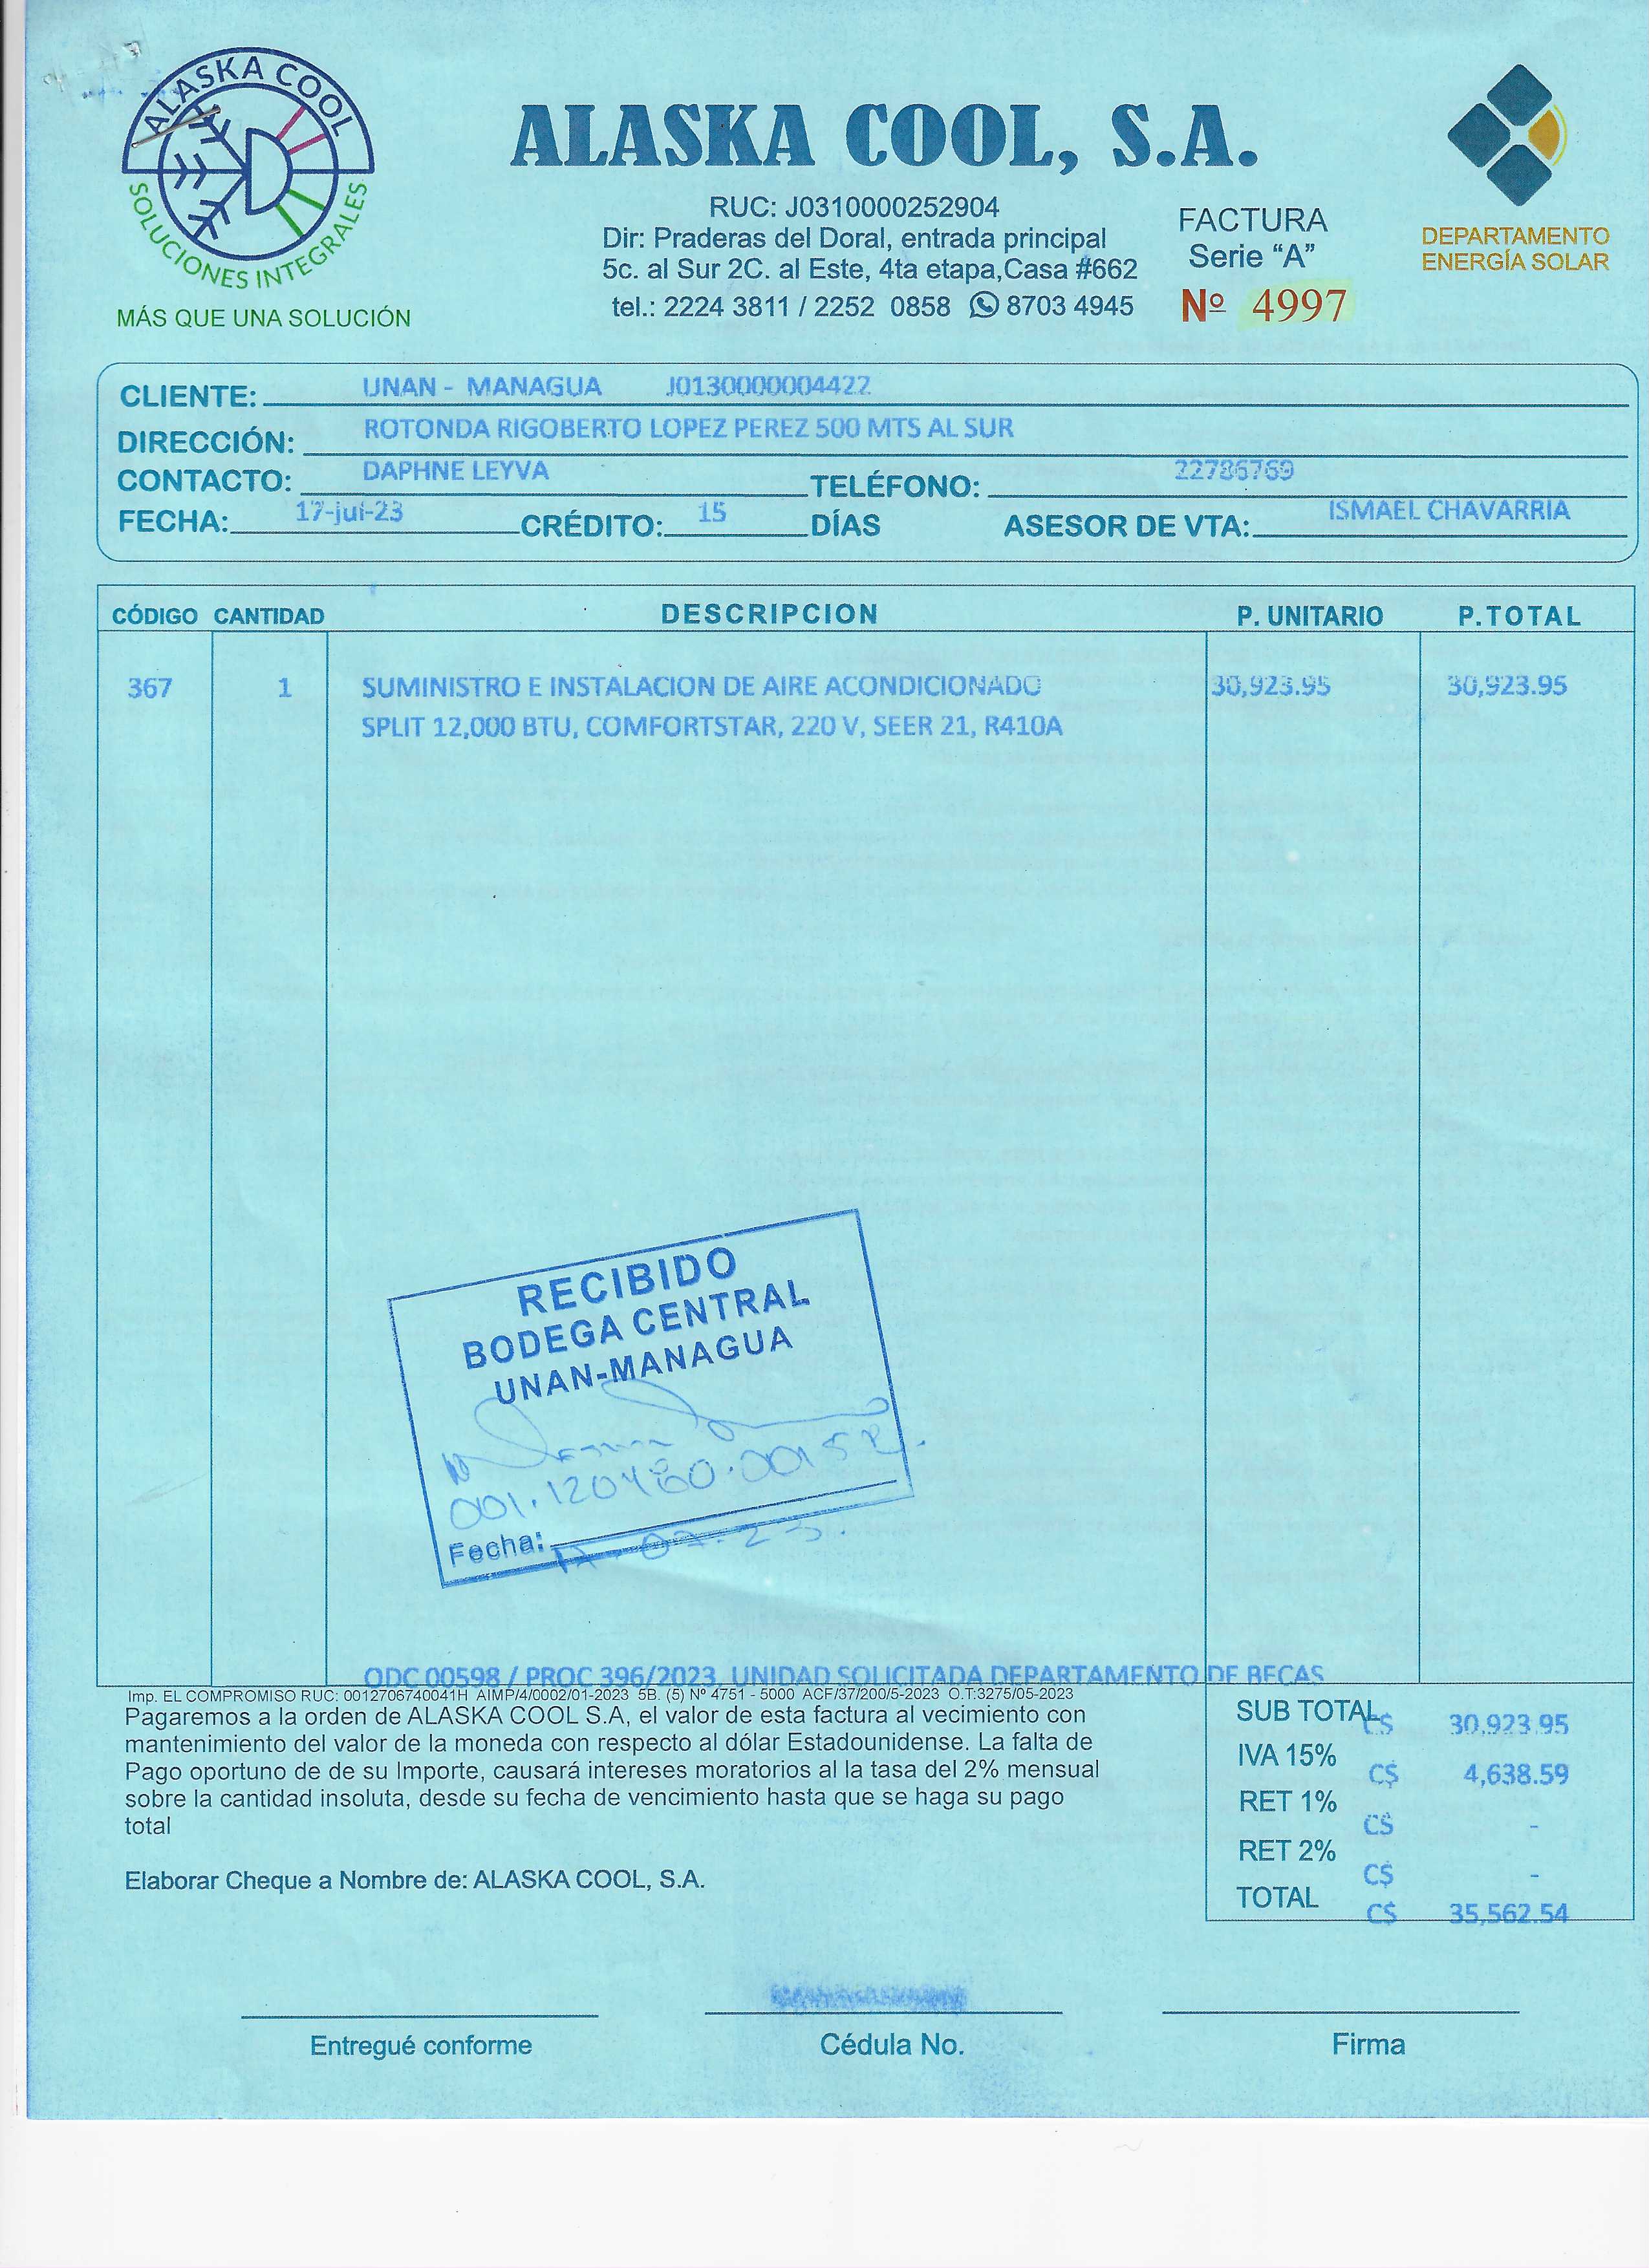 ALASKA COOL
SOLUCIONES INTEGRALES
MÁS QUE UNA SOLUCIÓN
ALASKA COOL, S.A.
RUC: J0310000252904
Dir: Praderas del Doral, entrada principal
5c. al Sur 2C. al Este, 4ta etapa,Casa #662
tel.: 2224 3811 / 2252 0858 8703 4945
FACTURA
Serie “A”
Nº 4997
DEPARTAMENTO
ENERGÍA SOLAR
CLIENTE: UNAN - MANAGUA J0130000004422
DIRECCIÓN: ROTONDA RIGOBERTO LOPEZ PEREZ 500 MTS AL SUR
CONTACTO: DAPHNE LEYVA TELÉFONO: 22786769
FECHA: 17-jul-23 CRÉDITO: 15 DÍAS ASESOR DE VTA: ISMAEL CHAVARRIA
CÓDIGO CANTIDAD DESCRIPCION P. UNITARIO P.TOTAL
367 1 SUMINISTRO E INSTALACION DE AIRE ACONDICIONADO 30,923.95 30,923.95
SPLIT 12,000 BTU, COMFORTSTAR, 220 V, SEER 21, R410A
RECIBIDO
BODEGA CENTRAL
UNAN-MANAGUA
Fecha:
ODC 00598 / PROC 396/2023, UNIDAD SOLICITADA DEPARTAMENTO DE BECAS
Imp. EL COMPROMISO RUC: 0012706740041H AIMP/4/0002/01-2023 5B. (5) Nº 4751 - 5000 ACF/37/200/5-2023 O.T:3275/05-2023
Pagaremos a la orden de ALASKA COOL S.A, el valor de esta factura al vecimiento con
mantenimiento del valor de la moneda con respecto al dólar Estadounidense. La falta de
Pago oportuno de de su Importe, causará intereses moratorios al la tasa del 2% mensual
sobre la cantidad insoluta, desde su fecha de vencimiento hasta que se haga su pago
total
Elaborar Cheque a Nombre de: ALASKA COOL, S.A.
SUB TOTAL C$ 30,923.95
IVA 15% C$ 4,638.59
RET 1% C$ -
RET 2% C$ -
TOTAL C$ 35,562.54
Entregué conforme
Cédula No.
Firma